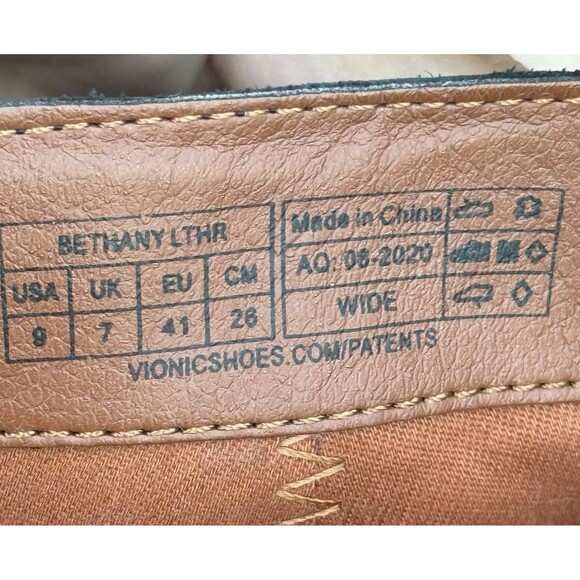 BETHANY LTHR
USA UK EU CM
9 7 41 26
Made in China
AQ: 08-2020
WIDE
VIONICSHOES.COM/PATENTS